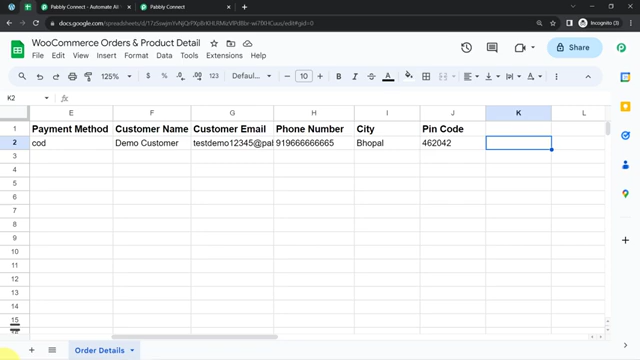 Pabbly Connect - Automate All
Pabbly Connect
Incognito (3)
docs.google.com/spreadsheets/d/
/edit#gid=0
WooCommerce Orders & Product Detail
File Edit View Insert Format Data Tools Extensions
Share
125% $ % .0 .00 123 Defaul... 10 B I A
K2 fx
E F G H I J K L
1 Payment Method Customer Name Customer Email Phone Number City Pin Code
2 cod Demo Customer testdemo12345@pal 919666666665 Bhopal 462042
3
4
5
6
7
8
9
10
11
12
13
14
15
Order Details